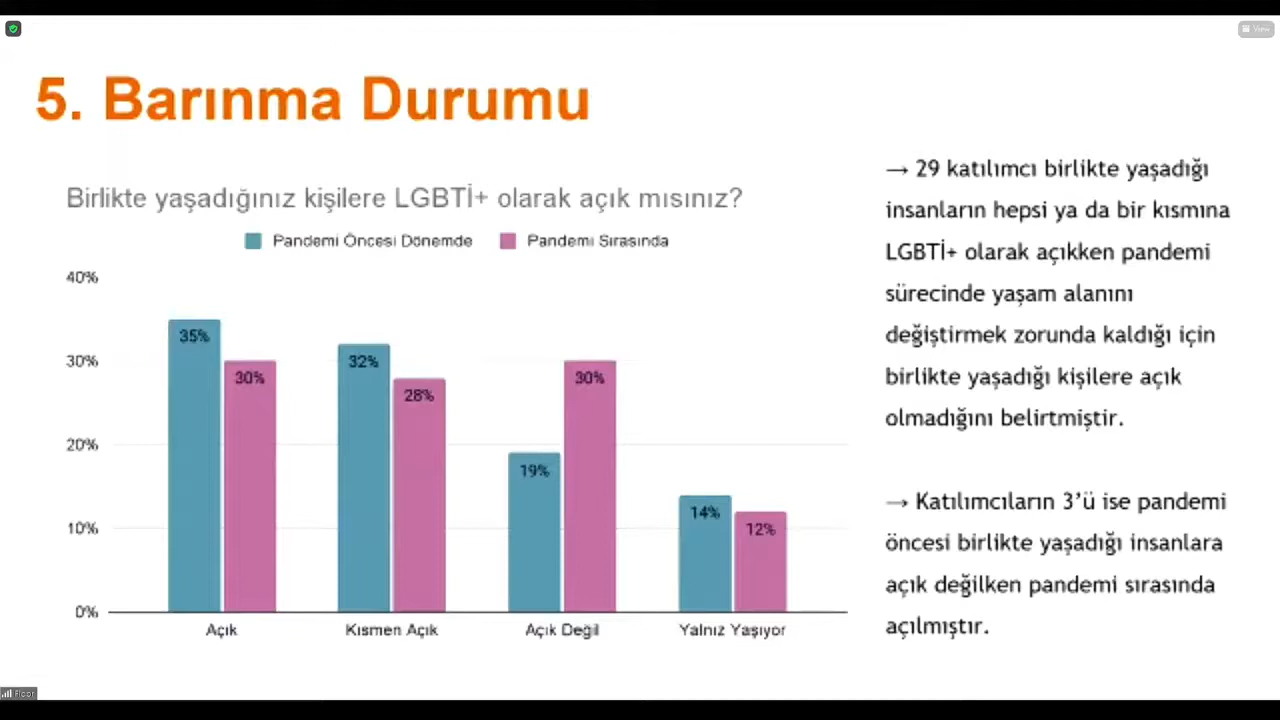 View
5. Barınma Durumu
Birlikte yaşadığınız kişilere LGBTİ+ olarak açık mısınız?
Pandemi Öncesi Dönemde Pandemi Sırasında
40%
30%
20%
10%
0%
35% 30% 32% 28% 19% 30% 14% 12%
Açık Kısmen Açık Açık Değil Yalnız Yaşıyor
→ 29 katılımcı birlikte yaşadığı
insanların hepsi ya da bir kısmına
LGBTİ+ olarak açıkken pandemi
sürecinde yaşam alanını
değiştirmek zorunda kaldığı için
birlikte yaşadığı kişilere açık
olmadığını belirtmiştir.
→ Katılımcıların 3’ü ise pandemi
öncesi birlikte yaşadığı insanlara
açık değilken pandemi sırasında
açılmıştır.
Floor